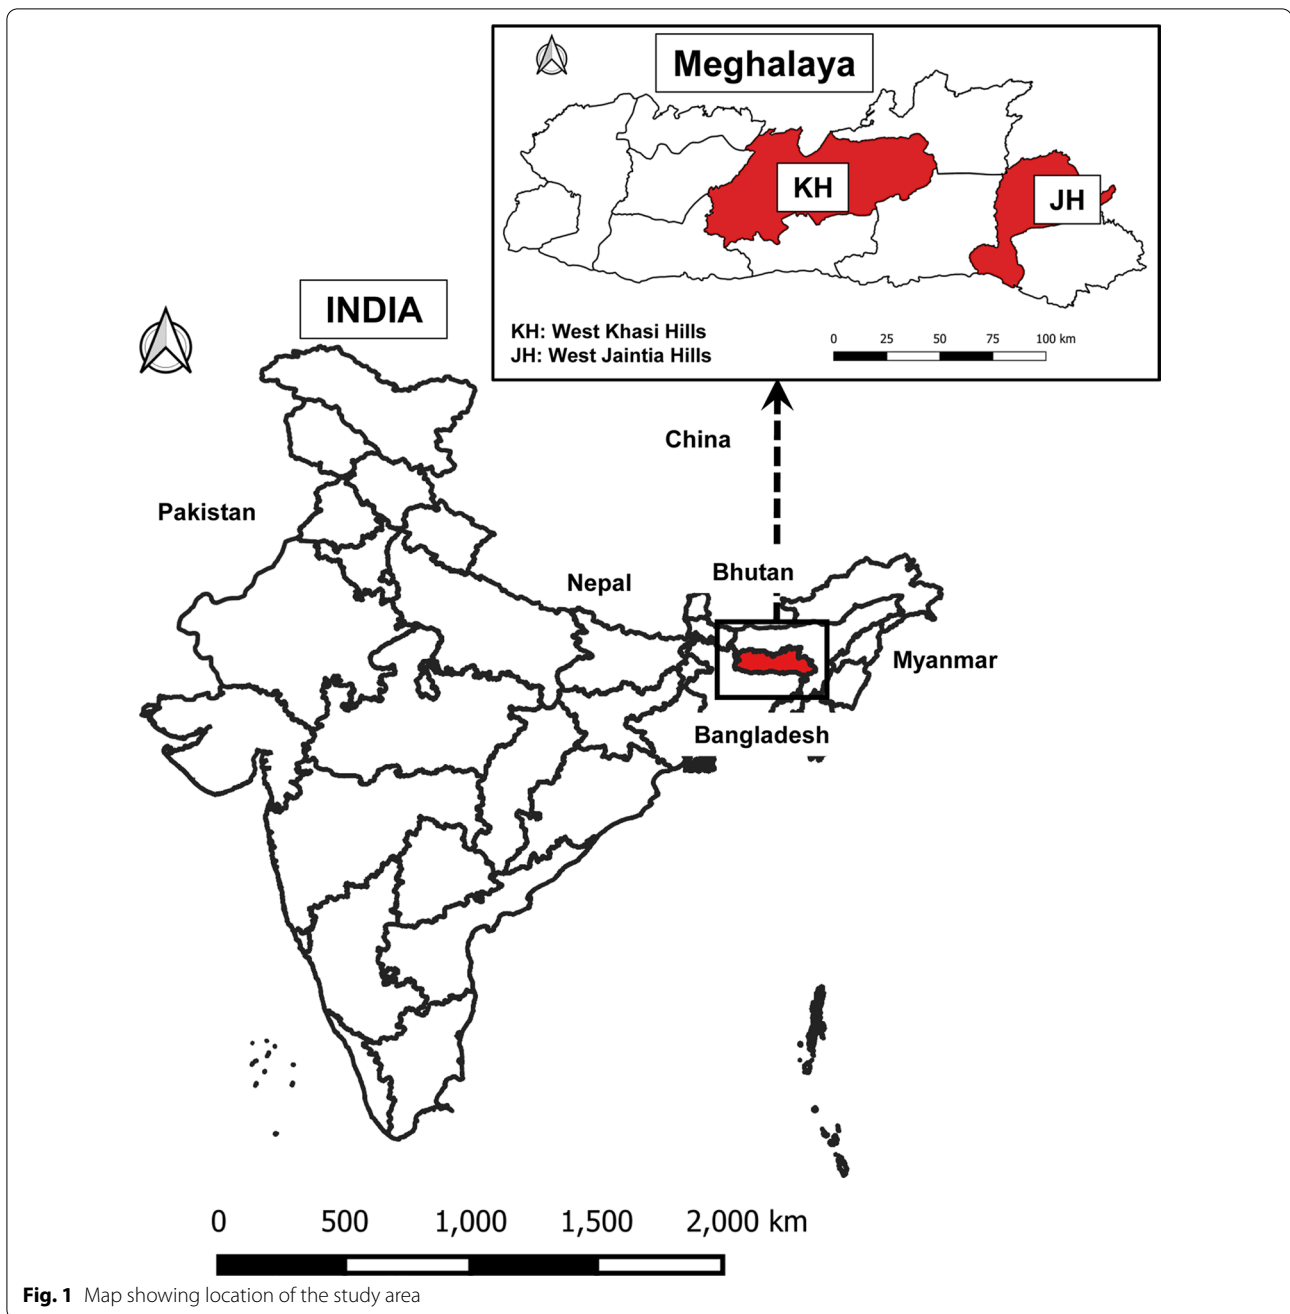 Meghalaya
KH
JH
KH: West Khasi Hills
JH: West Jaintia Hills
0 25 50 75 100 km
INDIA
China
Pakistan
Bhutan
Nepal
Myanmar
Bangladesh
0 500 1,000 1,500 2,000 km
Fig. 1 Map showing location of the study area